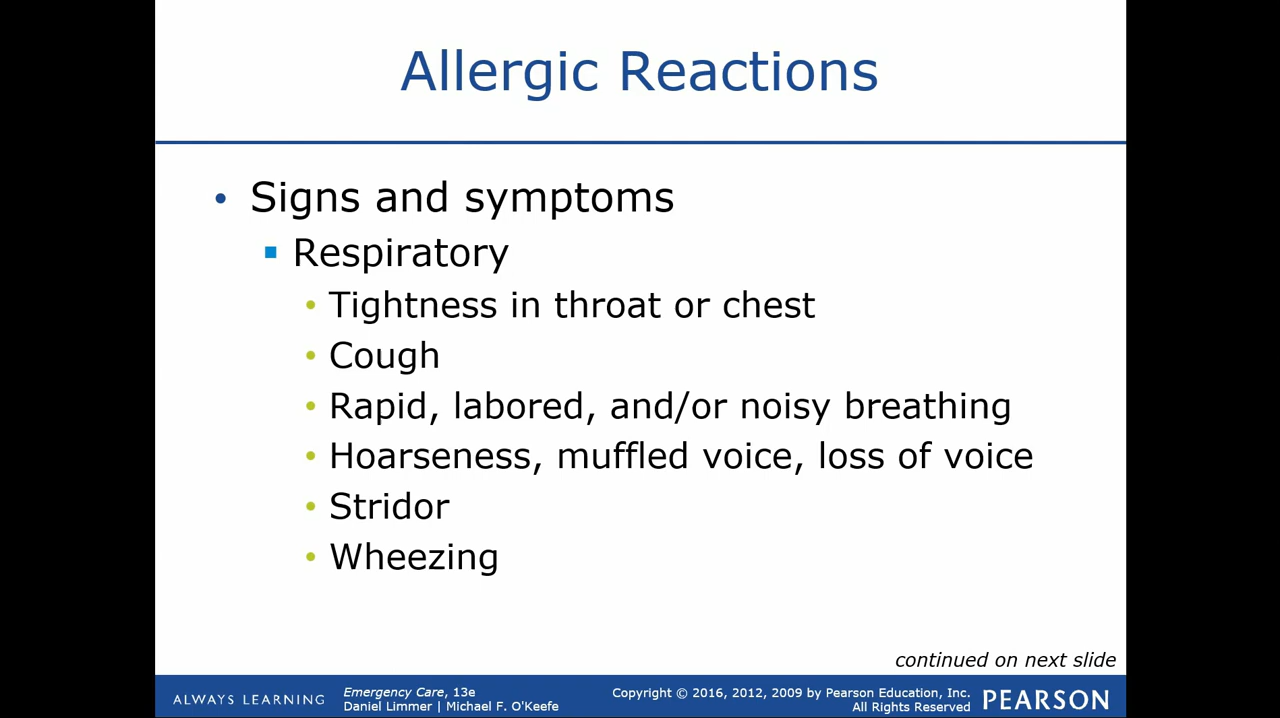 Allergic Reactions
• Signs and symptoms
▪ Respiratory
• Tightness in throat or chest
• Cough
• Rapid, labored, and/or noisy breathing
• Hoarseness, muffled voice, loss of voice
• Stridor
• Wheezing
continued on next slide
ALWAYS LEARNING
Emergency Care, 13e
Daniel Limmer | Michael F. O'Keefe
Copyright © 2016, 2012, 2009 by Pearson Education, Inc.
All Rights Reserved
PEARSON